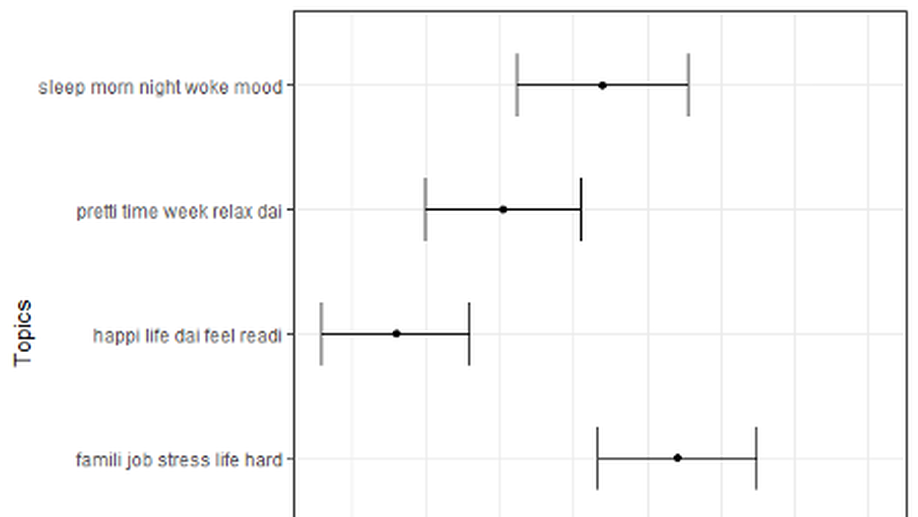 sleep morn night woke mood
pretti time week relax dai
Topics
happi life dai feel readi
famili job stress life hard